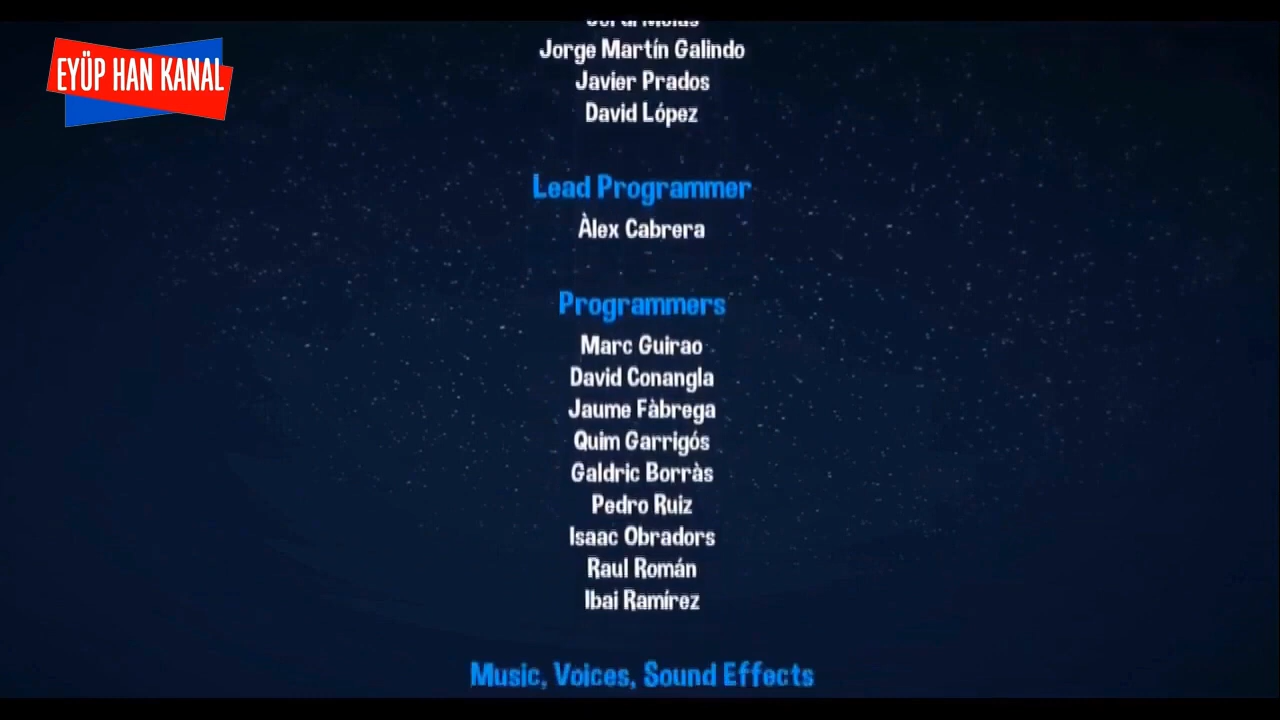 EYÜP HAN KANAL
Jorge Martín Galindo
Javier Prados
David López
Lead Programmer
Àlex Cabrera
Programmers
Marc Guirao
David Conangla
Jaume Fàbrega
Quim Garrigós
Galdric Borràs
Pedro Ruiz
Isaac Obradors
Raul Román
Ibai Ramírez
Music, Voices, Sound Effects